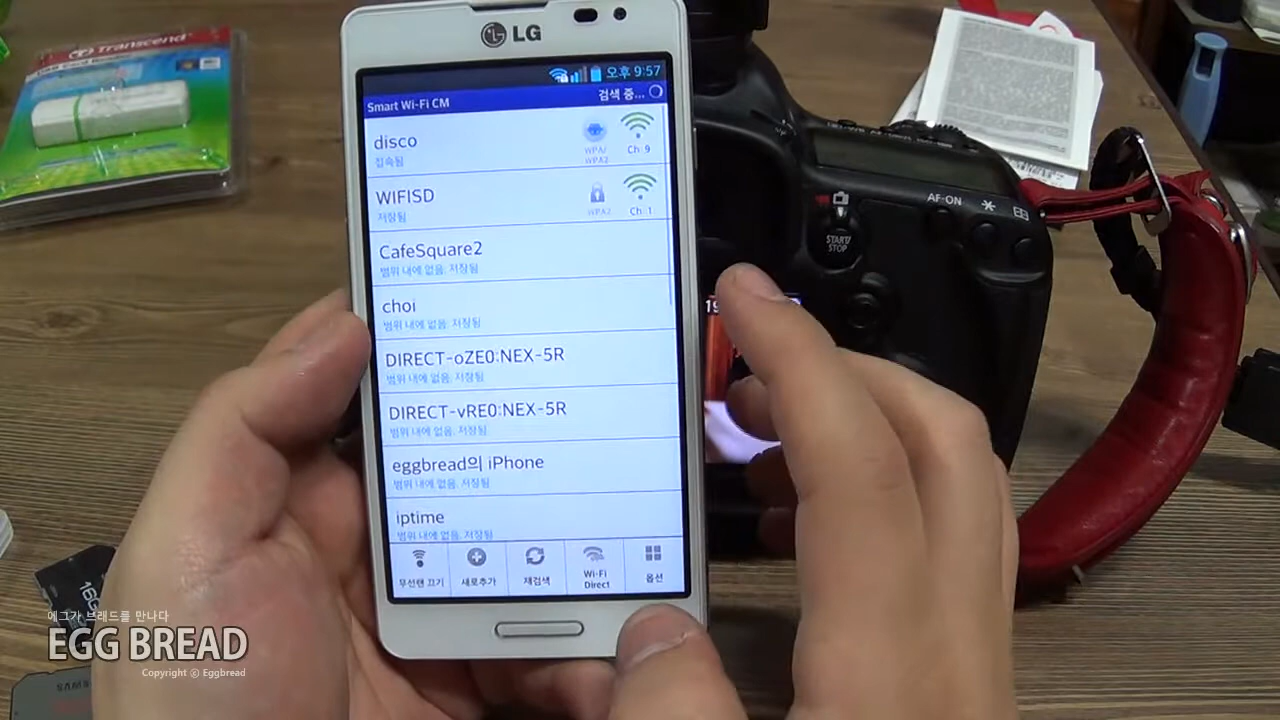 Transcend
LG
오후 9:57
Smart Wi-Fi CM
검색 중...
disco
접속됨
WPA/
WPA2
Ch 9
WIFISD
저장됨
WPA2
Ch 1
CafeSquare2
범위 내에 없음, 저장됨
choi
범위 내에 없음, 저장됨
DIRECT-oZE0:NEX-5R
범위 내에 없음, 저장됨
DIRECT-vRE0:NEX-5R
범위 내에 없음, 저장됨
eggbread의 iPhone
범위 내에 없음, 저장됨
iptime
범위 내에 없음, 저장됨
무선랜 끄기
새로추가
재검색
Wi-Fi
Direct
옵션
AF-ON
START/
STOP
19
16G
SAMSUNG
에그가 브레드를 만나다
EGG BREAD
Copyright ⓒ Eggbread